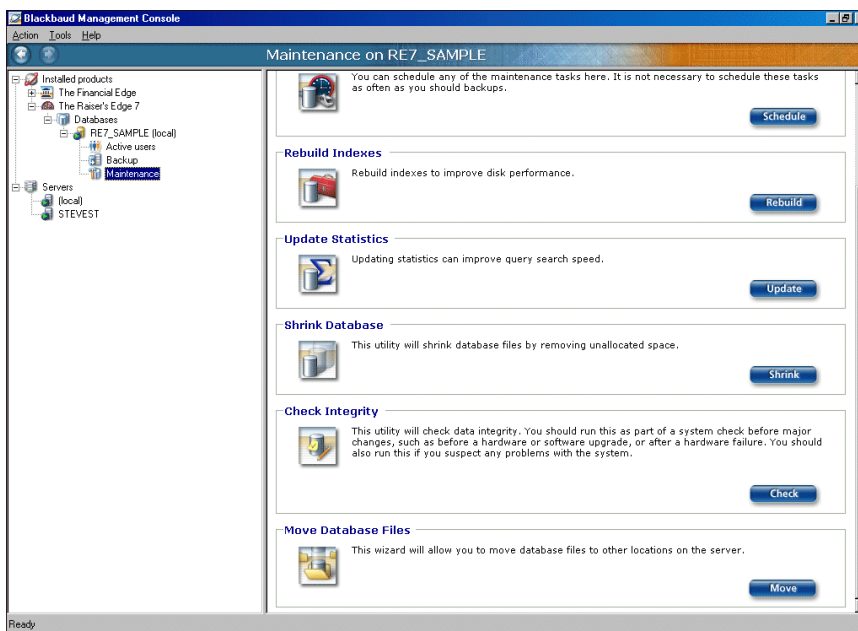 Blackbaud Management Console
Action Tools Help
Maintenance on RE7_SAMPLE
Installed products
The Financial Edge
The Raiser's Edge 7
Databases
RE7_SAMPLE (local)
Active users
Backup
Maintenance
Servers
(local)
STEVEST
You can schedule any of the maintenance tasks here. It is not necessary to schedule these tasks
as often as you should backups.
Schedule
Rebuild Indexes
Rebuild indexes to improve disk performance.
Rebuild
Update Statistics
Updating statistics can improve query search speed.
Update
Shrink Database
This utility will shrink database files by removing unallocated space.
Shrink
Check Integrity
This utility will check data integrity. You should run this as part of a system check before major
changes, such as before a hardware or software upgrade, or after a hardware failure. You should
also run this if you suspect any problems with the system.
Check
Move Database Files
This wizard will allow you to move database files to other locations on the server.
Move
Ready